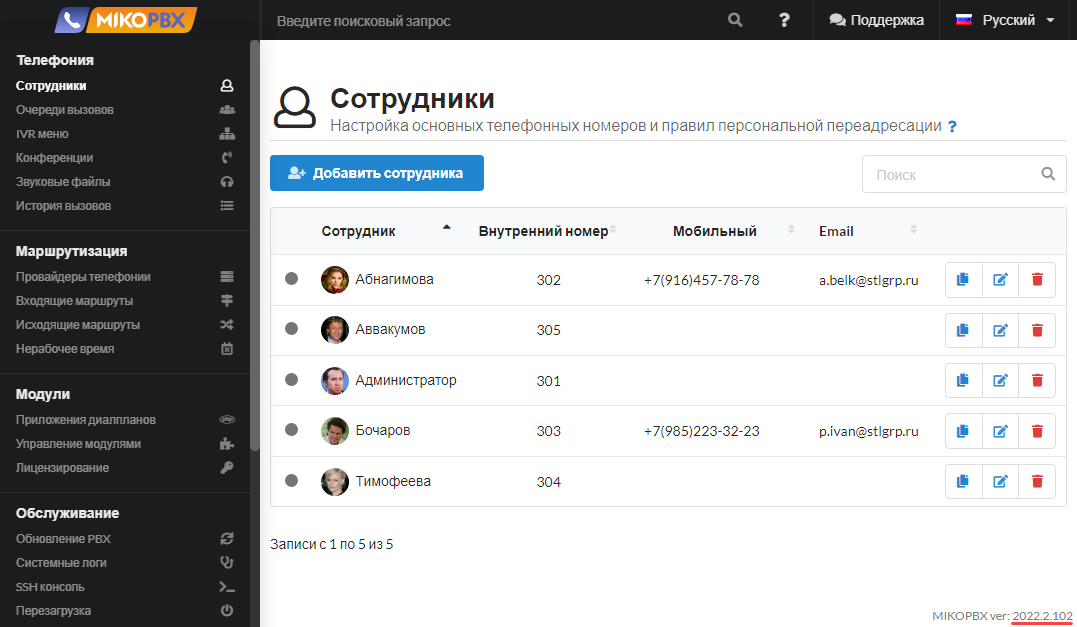 MIKOPBX
Введите поисковый запрос
?
Поддержка
Русский
Телефония
Сотрудники
Очереди вызовов
IVR меню
Конференции
Звуковые файлы
История вызовов
Маршрутизация
Провайдеры телефонии
Входящие маршруты
Исходящие маршруты
Нерабочее время
Модули
Приложения диалпланов
Управление модулями
Лицензирование
Обслуживание
Обновление PBX
Системные логи
SSH консоль
Перезагрузка
Сотрудники
Настройка основных телефонных номеров и правил персональной переадресации ?
Добавить сотрудника
Поиск
Сотрудник Внутренний номер Мобильный Email
Абнагимова 302 +7(916)457-78-78 a.belk@stlgrp.ru
Аввакумов 305
Администратор 301
Бочаров 303 +7(985)223-32-23 p.ivan@stlgrp.ru
Тимофеева 304
Записи с 1 по 5 из 5
MIKOPBX ver: 2022.2.102